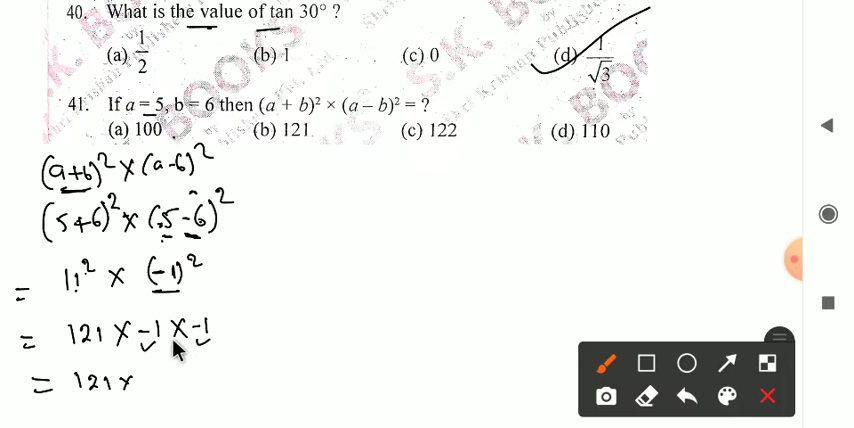 40. What is the value of tan 30° ?
(a) 1/2 (b) 1 (c) 0 (d) 1/√3
41. If a = 5, b = 6 then (a + b)² × (a – b)² = ?
(a) 100 (b) 121 (c) 122 (d) 110
(a+b)² × (a-b)²
(5+6)² × (5-6)²
= 11² × (-1)²
= 121 × -1 × -1
= 121 ×